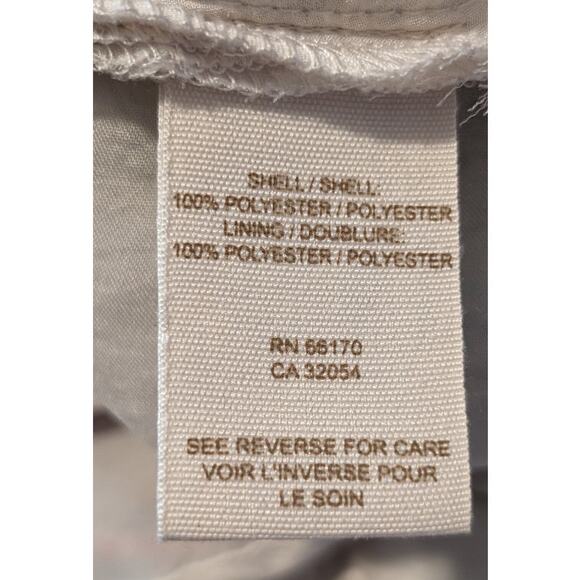 SHELL / SHELL:
100% POLYESTER / POLYESTER
LINING / DOUBLURE:
100% POLYESTER / POLYESTER
RN 66170
CA 32054
SEE REVERSE FOR CARE
VOIR L'INVERSE POUR
LE SOIN